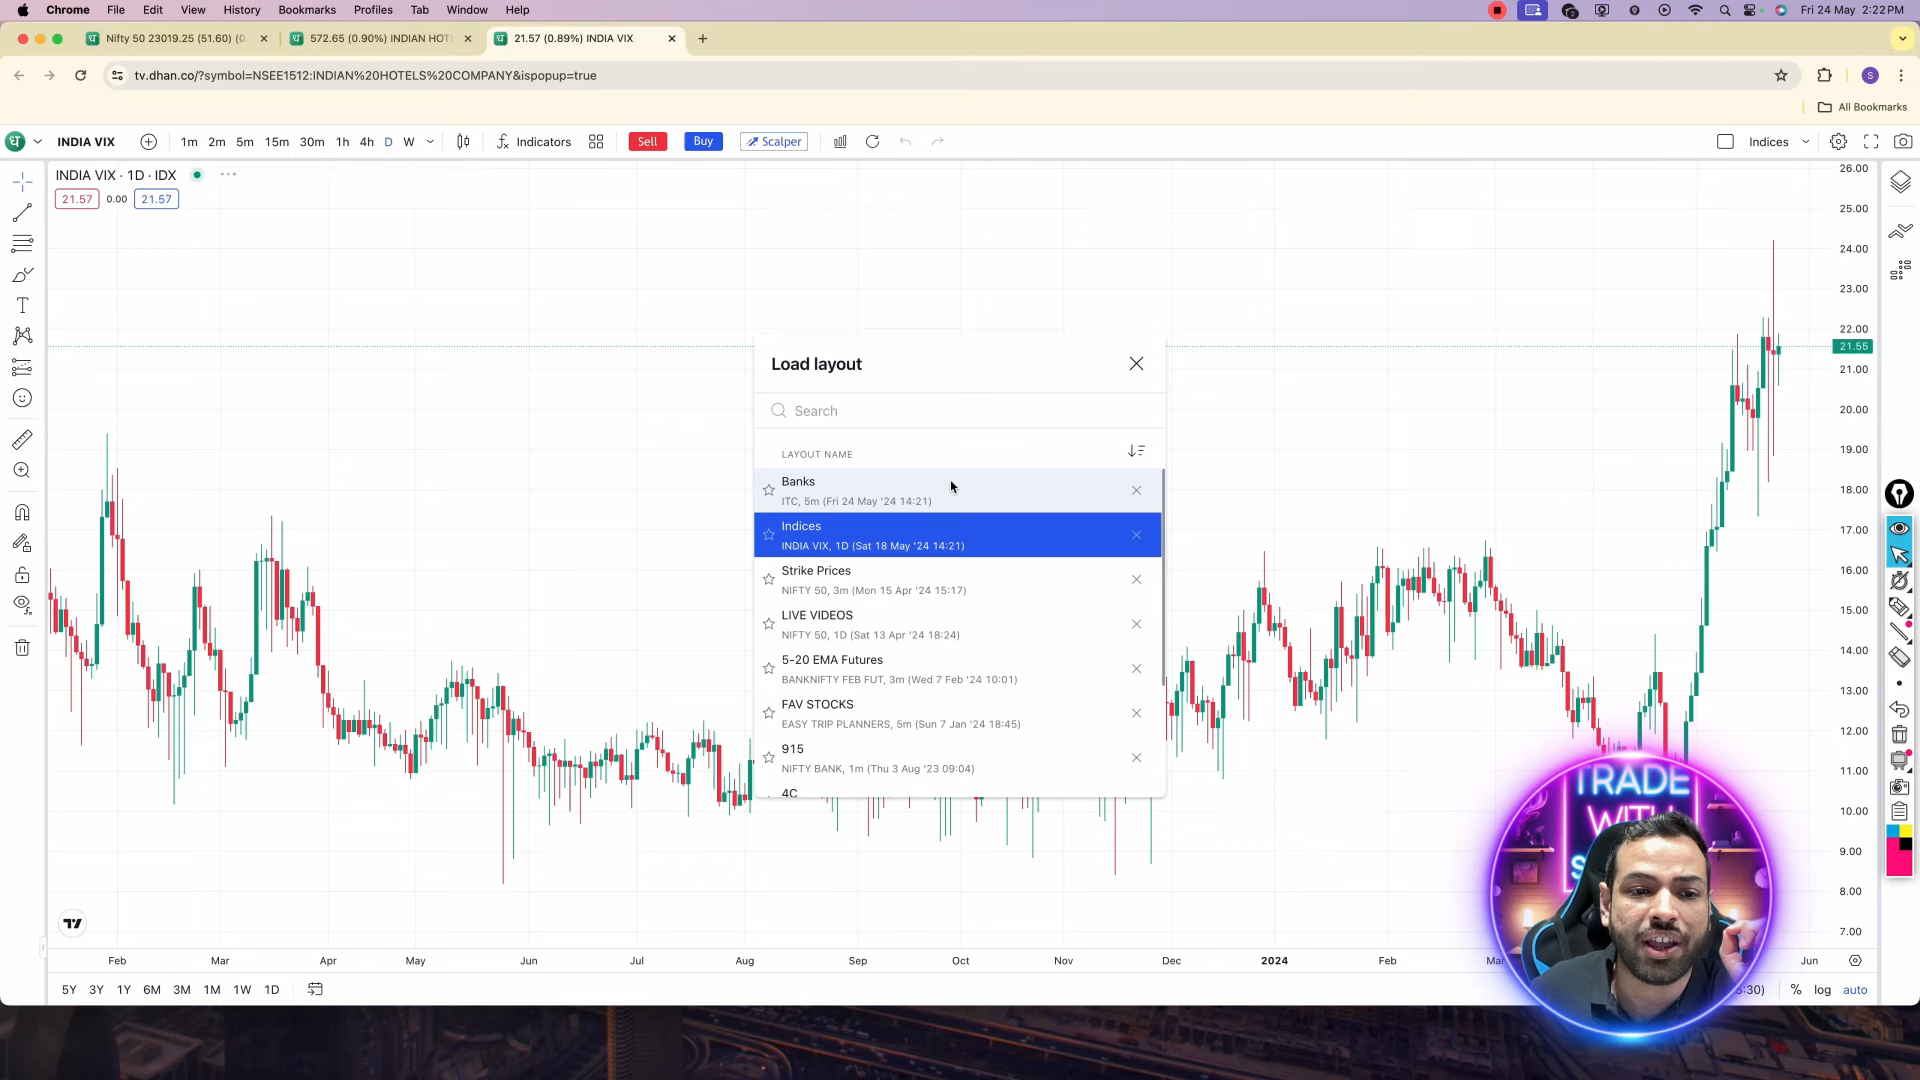 Chrome File Edit View History Bookmarks Profiles Tab Window Help Fri 24 May 2:22 PM
Nifty 50 23019.25 (51.60) (0. 572.65 (0.90%) INDIAN HOT 21.57 (0.89%) INDIA VIX
tv.dhan.co/?symbol=NSEE1512:INDIAN%20HOTELS%20COMPANY&ispopup=true S
All Bookmarks
INDIA VIX 1m 2m 5m 15m 30m 1h 4h D W Indicators Sell Buy Scalper Indices
INDIA VIX · 1D · IDX
21.57 0.00 21.57
26.00
25.00
24.00
23.00
22.00
21.55
21.00
20.00
19.00
18.00
17.00
16.00
15.00
14.00
13.00
12.00
11.00
10.00
9.00
8.00
7.00
Load layout
Search
LAYOUT NAME
Banks
ITC, 5m (Fri 24 May '24 14:21)
Indices
INDIA VIX, 1D (Sat 18 May '24 14:21)
Strike Prices
NIFTY 50, 3m (Mon 15 Apr '24 15:17)
LIVE VIDEOS
NIFTY 50, 1D (Sat 13 Apr '24 18:24)
5-20 EMA Futures
BANKNIFTY FEB FUT, 3m (Wed 7 Feb '24 10:01)
FAV STOCKS
EASY TRIP PLANNERS, 5m (Sun 7 Jan '24 18:45)
915
NIFTY BANK, 1m (Thu 3 Aug '23 09:04)
4C
TRADE
WITH
S
Feb Mar Apr May Jun Jul Aug Sep Oct Nov Dec 2024 Feb Mar Jun
5Y 3Y 1Y 6M 3M 1M 1W 1D :30) % log auto